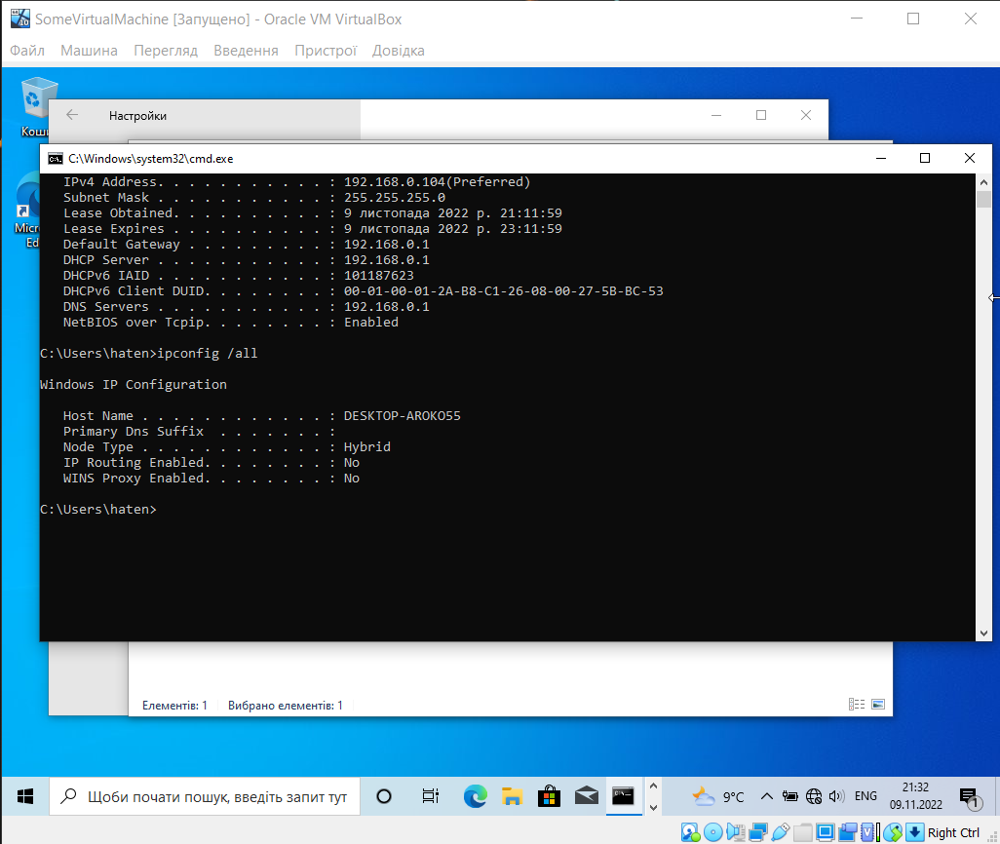 SomeVirtualMachine [Запущено] - Oracle VM VirtualBox
Файл Машина Перегляд Введення Пристрої Довідка
Настройки
C:\Windows\system32\cmd.exe
IPv4 Address. . . . . . . . . . . : 192.168.0.104(Preferred)
Subnet Mask . . . . . . . . . . . : 255.255.255.0
Lease Obtained. . . . . . . . . . : 9 листопада 2022 р. 21:11:59
Lease Expires . . . . . . . . . . : 9 листопада 2022 р. 23:11:59
Default Gateway . . . . . . . . . : 192.168.0.1
DHCP Server . . . . . . . . . . . : 192.168.0.1
DHCPv6 IAID . . . . . . . . . . . : 101187623
DHCPv6 Client DUID. . . . . . . . : 00-01-00-01-2A-B8-C1-26-08-00-27-5B-BC-53
DNS Servers . . . . . . . . . . . : 192.168.0.1
NetBIOS over Tcpip. . . . . . . . : Enabled
C:\Users\haten>ipconfig /all
Windows IP Configuration
Host Name . . . . . . . . . . . . : DESKTOP-AROKO55
Primary Dns Suffix . . . . . . . :
Node Type . . . . . . . . . . . . : Hybrid
IP Routing Enabled. . . . . . . . : No
WINS Proxy Enabled. . . . . . . . : No
C:\Users\haten>
Елементів: 1 Вибрано елементів: 1
Щоби почати пошук, введіть запит тут
9°C
ENG
21:32
09.11.2022
1
Right Ctrl